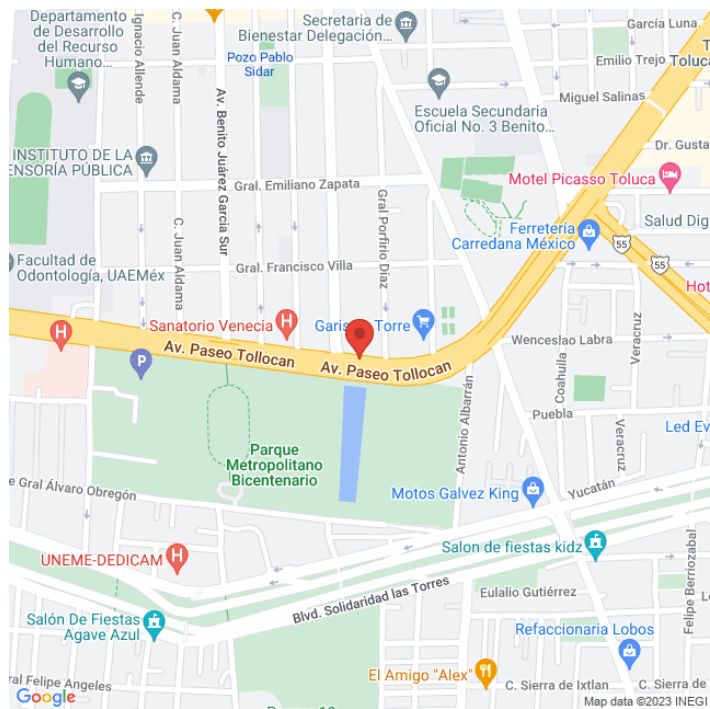 Departamento
de Desarrollo
del Recurso
Humano...
Ignacio Allende
C. Juan Aldama
Pozo Pablo
Sidar
Av. Benito Juárez Garcia Sur
Secretaria de
Bienestar Delegación...
García Luna
Emilio Trejo
Toluca
Miguel Salinas
Escuela Secundaria
Oficial No. 3 Benito...
Dr. Gusta
INSTITUTO DE LA
ENSORÍA PÚBLICA
Gral. Emiliano Zapata
Motel Picasso Toluca
C. Juan Aldama
Gral Porfirio Díaz
Ferretería
Carredana México
Salud Dig
55
55
Facultad de
Odontología, UAEMéx
Gral. Francisco Villa
Hot
H
Sanatorio Venecia
H
Torre
Av. Paseo Tollocan
Av. Paseo Tollocan
P
Wenceslao Labra
Coahuila
Veracruz
Antonio Albarrán
Puebla
Veracruz
Led Ev
Parque
Metropolitano
Bicentenario
e Gral Álvaro Obregón
Motos Galvez King
Yucatán
UNEME-DEDICAM
H
Salon de fiestas kidz
Blvd. Solidaridad las Torres
Eulalio Gutiérrez
Felipe Berriozabal
Salón De Fiestas
Agave Azul
Refaccionaria Lobos
El Amigo "Alex"
ral Felipe Angeles
C. Sierra de Ixtlan
C. Sierra de
Google
Map data ©2023 INEGI